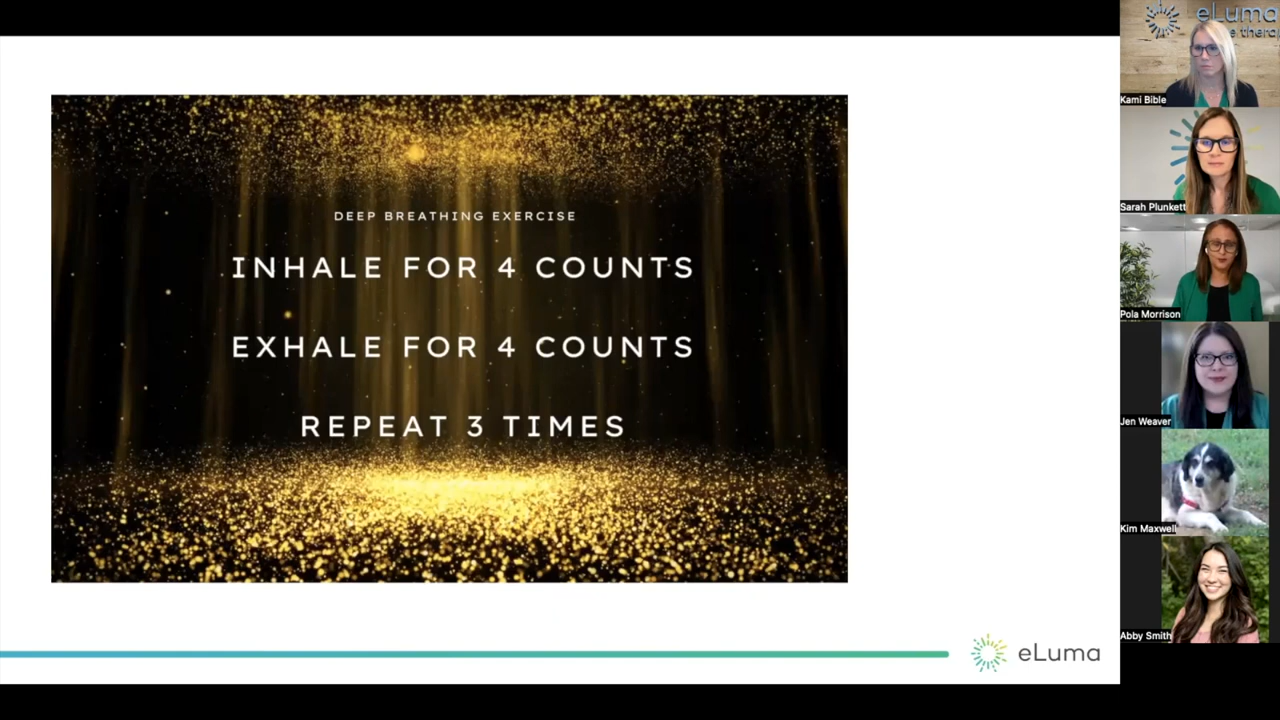 DEEP BREATHING EXERCISE
INHALE FOR 4 COUNTS
EXHALE FOR 4 COUNTS
REPEAT 3 TIMES
eLuma
eLuma
Kami Bible
Sarah Plunkett
Pola Morrison
Jen Weaver
Kim Maxwell
Abby Smith